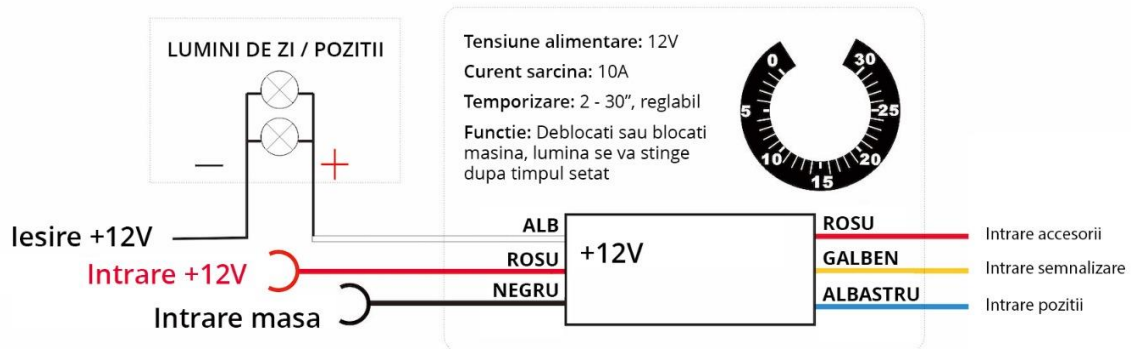 LUMINI DE ZI / POZITII
Tensiune alimentare: 12V
Curent sarcina: 10A
Temporizare: 2 - 30”, reglabil
Functie: Deblocati sau blocati
masina, lumina se va stinge
dupa timpul setat
0
5
10
15
20
25
30
— +
Iesire +12V
Intrare +12V
Intrare masa
ALB
ROSU
NEGRU
+12V
ROSU
GALBEN
ALBASTRU
Intrare accesorii
Intrare semnalizare
Intrare pozitii